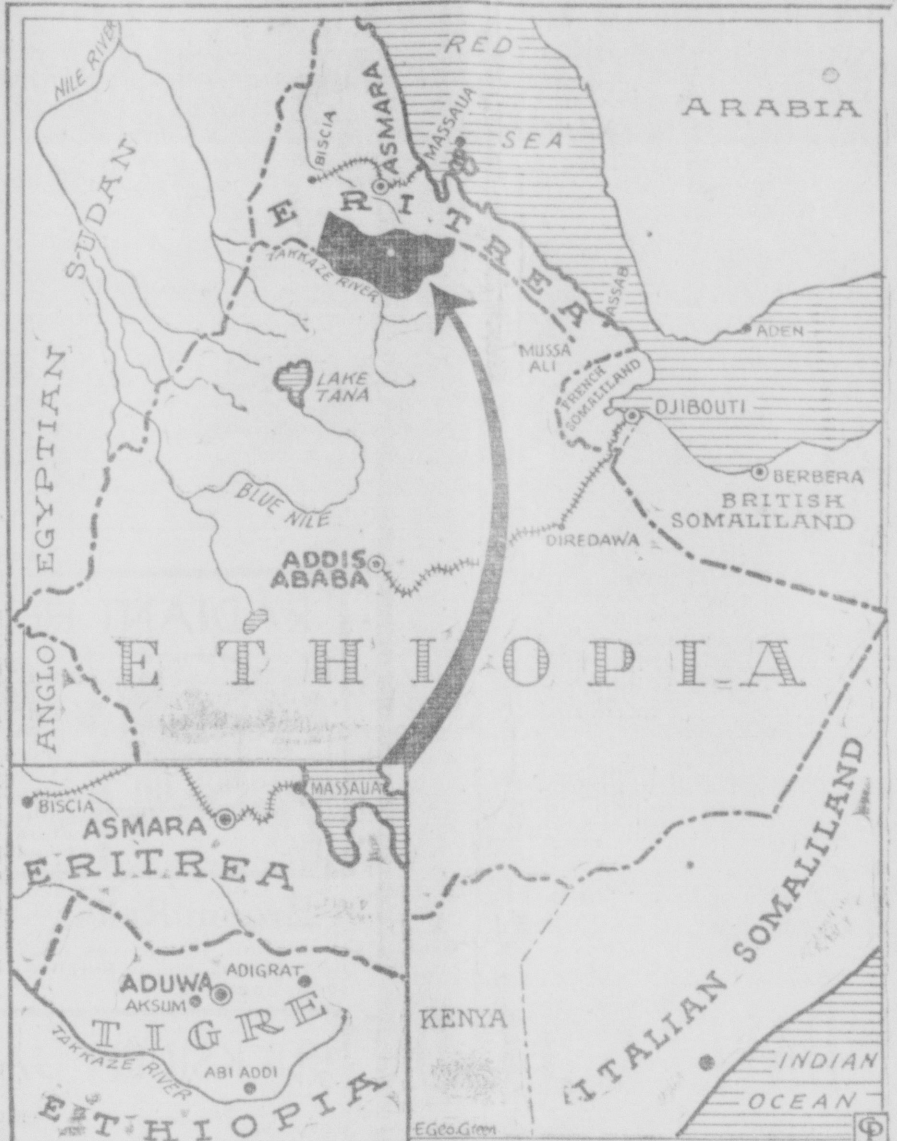 RED
SEA
ARABIA
NILE RIVER
SUDAN
BISCIA
ASMARA
MASSAUA
ERITREA
TAKKAZE RIVER
ASSAB
ADEN
MUSSA
ALI
FRENCH
SOMALILAND
DJIBOUTI
LAKE
TANA
BLUE NILE
BERBERA
BRITISH
SOMALILAND
DIREDAWA
ADDIS
ABABA
ANGLO EGYPTIAN
ETHIOPIA
ITALIAN SOMALILAND
KENYA
INDIAN
OCEAN
E.Geo.Green
BISCIA
MASSAUA
ASMARA
ERITREA
ADUWA
ADIGRAT
AKSUM
TIGRE
TAKKAZE RIVER
ABI ADDI
ETHIOPIA